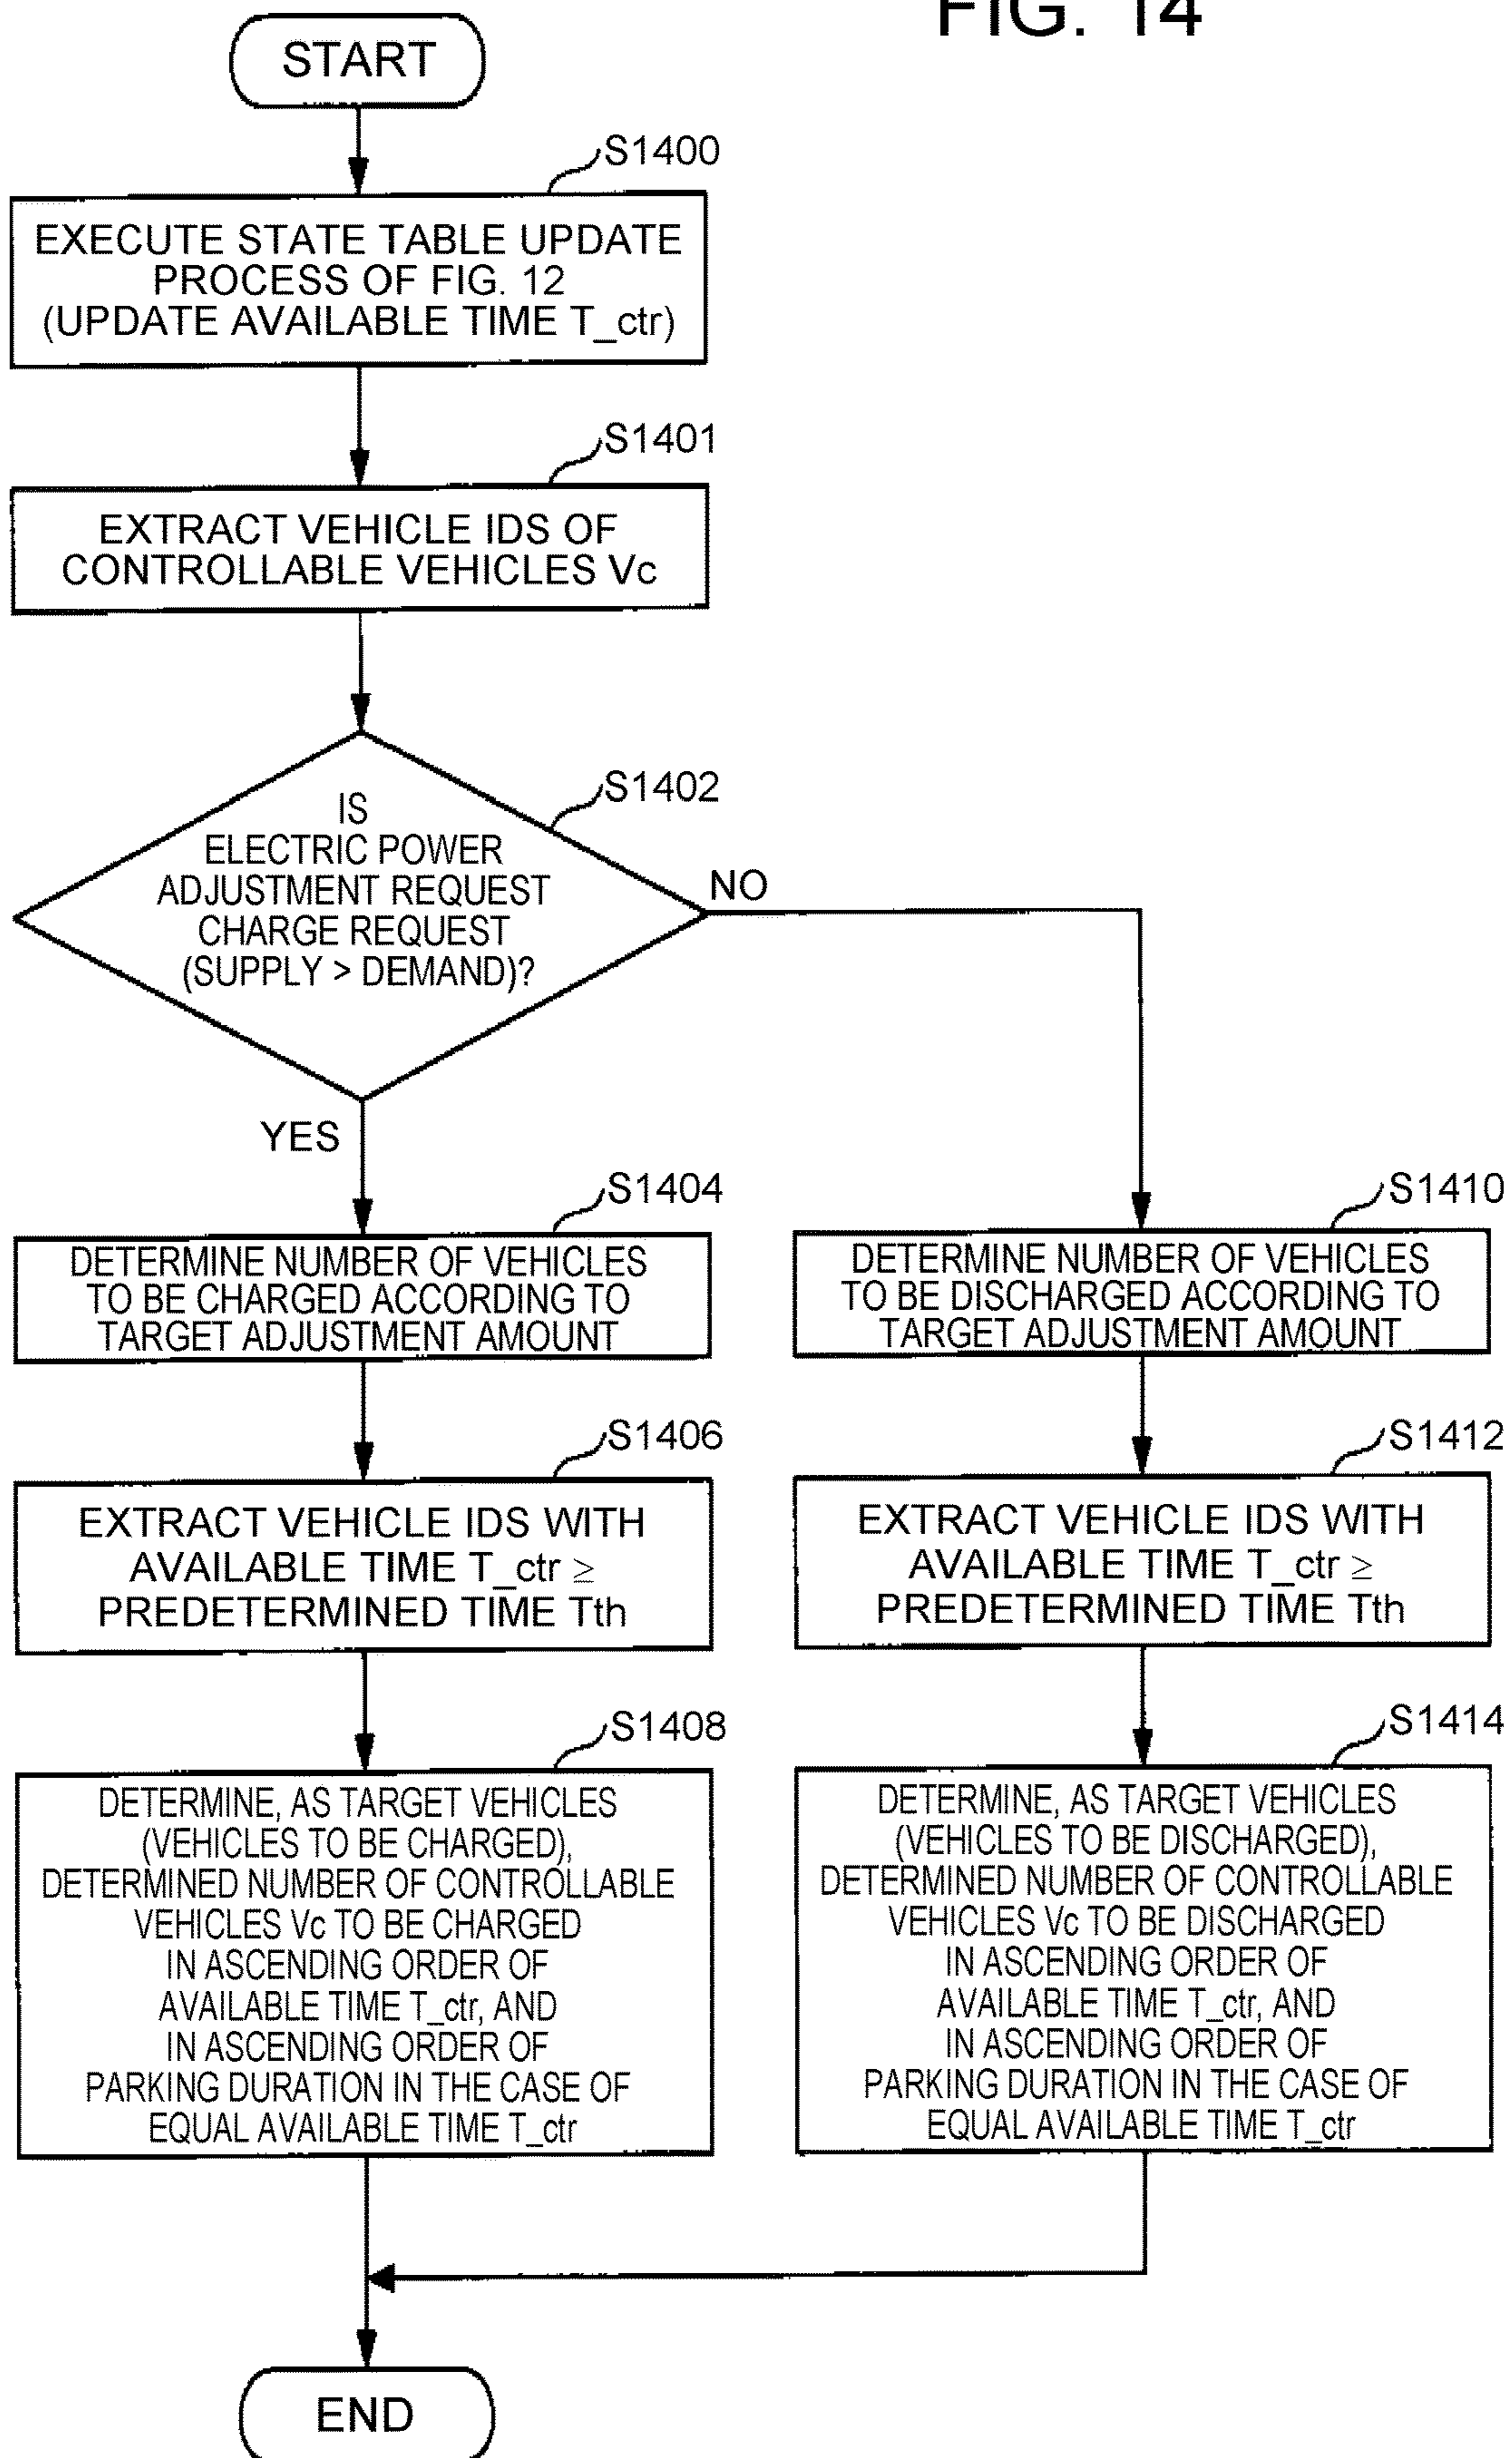 FIG. 14
START
S1400
EXECUTE STATE TABLE UPDATE
PROCESS OF FIG. 12
(UPDATE AVAILABLE TIME T_ctr)
S1401
EXTRACT VEHICLE IDS OF
CONTROLLABLE VEHICLES Vc
S1402
IS
ELECTRIC POWER
ADJUSTMENT REQUEST
CHARGE REQUEST
(SUPPLY > DEMAND)?
NO
YES
S1404
DETERMINE NUMBER OF VEHICLES
TO BE CHARGED ACCORDING TO
TARGET ADJUSTMENT AMOUNT
S1410
DETERMINE NUMBER OF VEHICLES
TO BE DISCHARGED ACCORDING TO
TARGET ADJUSTMENT AMOUNT
S1406
EXTRACT VEHICLE IDS WITH
AVAILABLE TIME T_ctr ≥
PREDETERMINED TIME Tth
S1412
EXTRACT VEHICLE IDS WITH
AVAILABLE TIME T_ctr ≥
PREDETERMINED TIME Tth
S1408
DETERMINE, AS TARGET VEHICLES
(VEHICLES TO BE CHARGED),
DETERMINED NUMBER OF CONTROLLABLE
VEHICLES Vc TO BE CHARGED
IN ASCENDING ORDER OF
AVAILABLE TIME T_ctr, AND
IN ASCENDING ORDER OF
PARKING DURATION IN THE CASE OF
EQUAL AVAILABLE TIME T_ctr
S1414
DETERMINE, AS TARGET VEHICLES
(VEHICLES TO BE DISCHARGED),
DETERMINED NUMBER OF CONTROLLABLE
VEHICLES Vc TO BE DISCHARGED
IN ASCENDING ORDER OF
AVAILABLE TIME T_ctr, AND
IN ASCENDING ORDER OF
PARKING DURATION IN THE CASE OF
EQUAL AVAILABLE TIME T_ctr
END